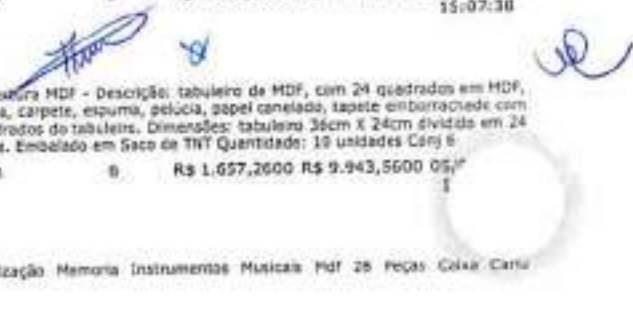 15:07:38
MDF - Descrição: tabuleiro de MDF, com 24 quadrados em MDF,
, carpete, espuma, pelúcia, papel canelado, tapete emborrachado com
drados do tabuleiro. Dimensões: tabuleiro 36cm X 24cm dividido em 24
. Embalado em Saco de TNT Quantidade: 10 unidades Conj 6
6 R$ 1.657,2600 R$ 9.943,5600 05/
ização Memoria Instrumentos Musicais Mdf 28 Peças Caixa